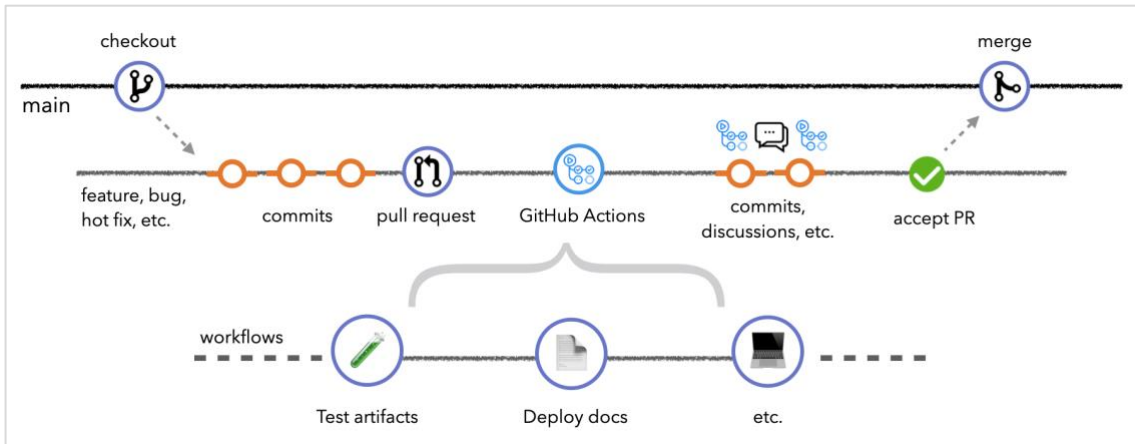 checkout
merge
main
feature, bug,
hot fix, etc.
commits
pull request
GitHub Actions
commits,
discussions, etc.
accept PR
workflows
Test artifacts
Deploy docs
etc.